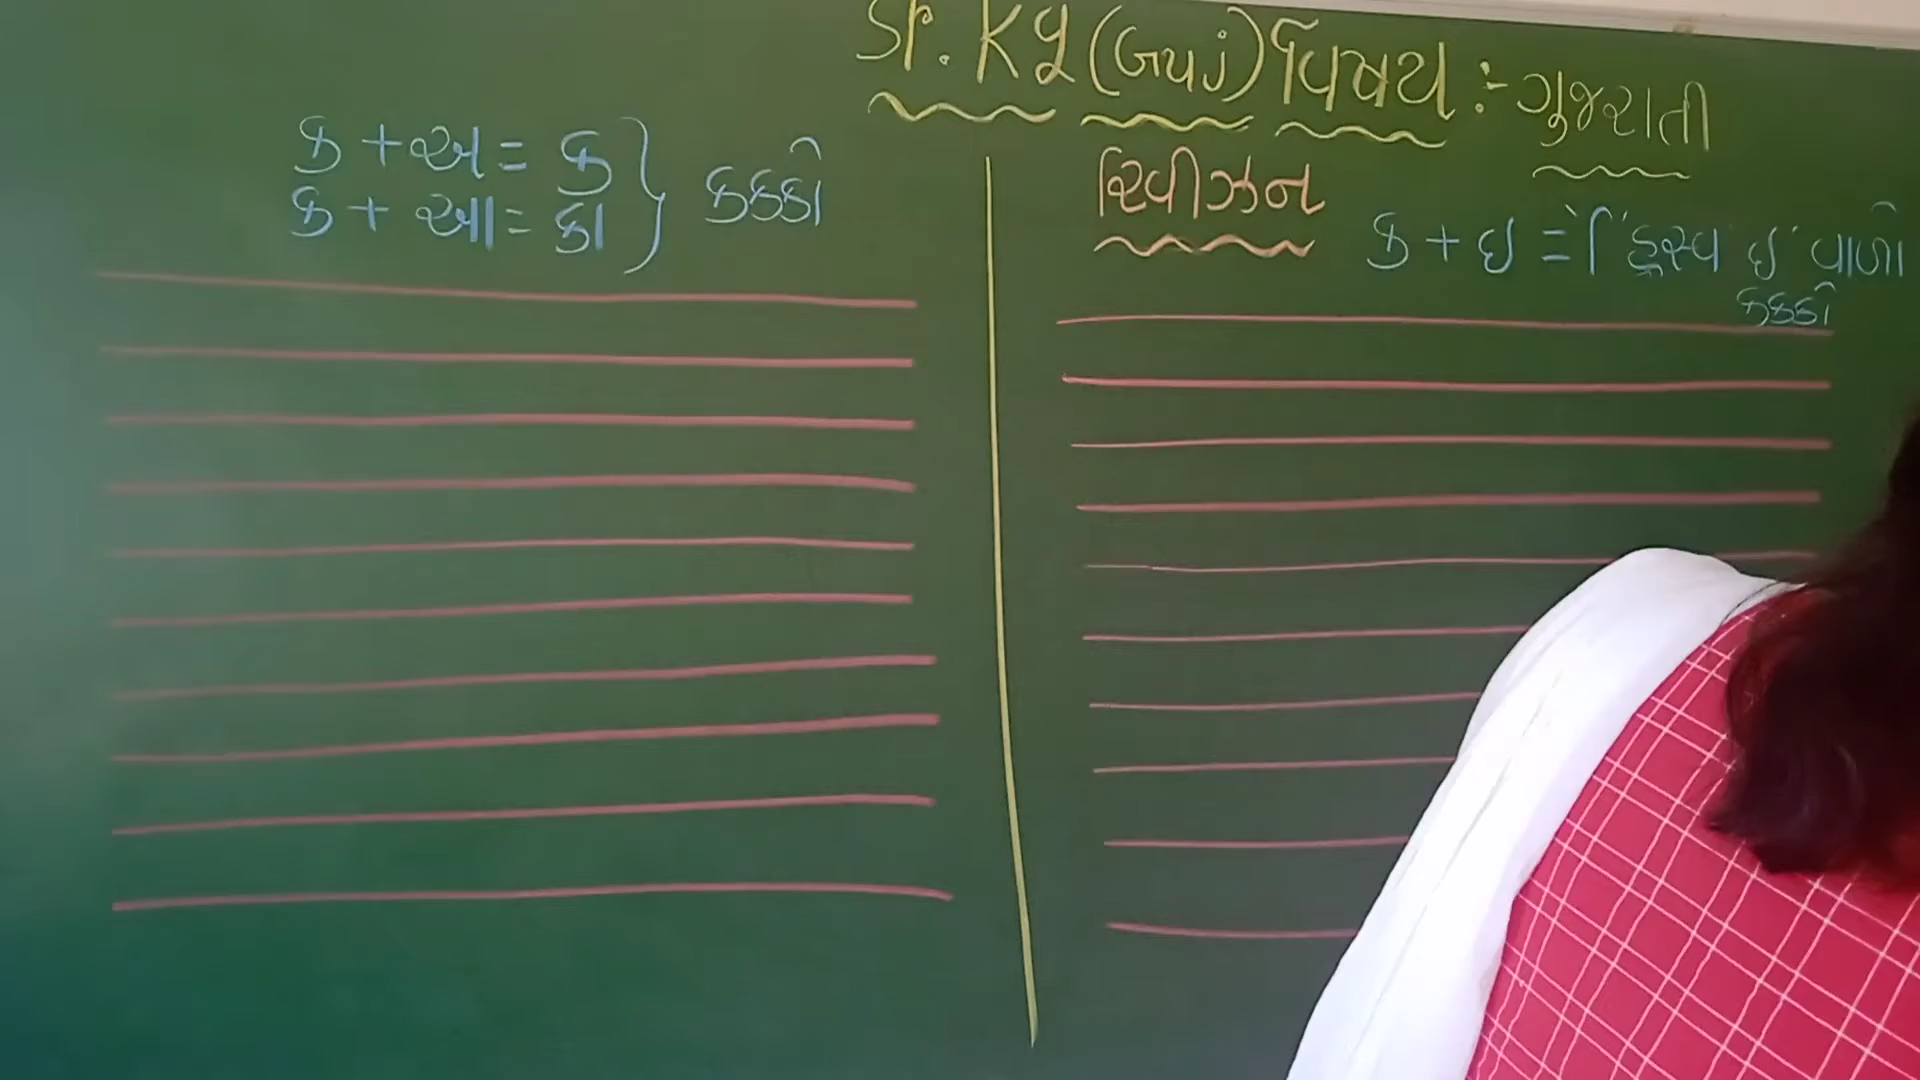 Sr. Kg (Guj) વિષય :- ગુજરાતી
ક + અ = ક } કક્કો
ક + આ = કા
રિવીઝન
ક + ઇ = 'િ' હ્રસ્વ 'ઇ' વાળો
કક્કો